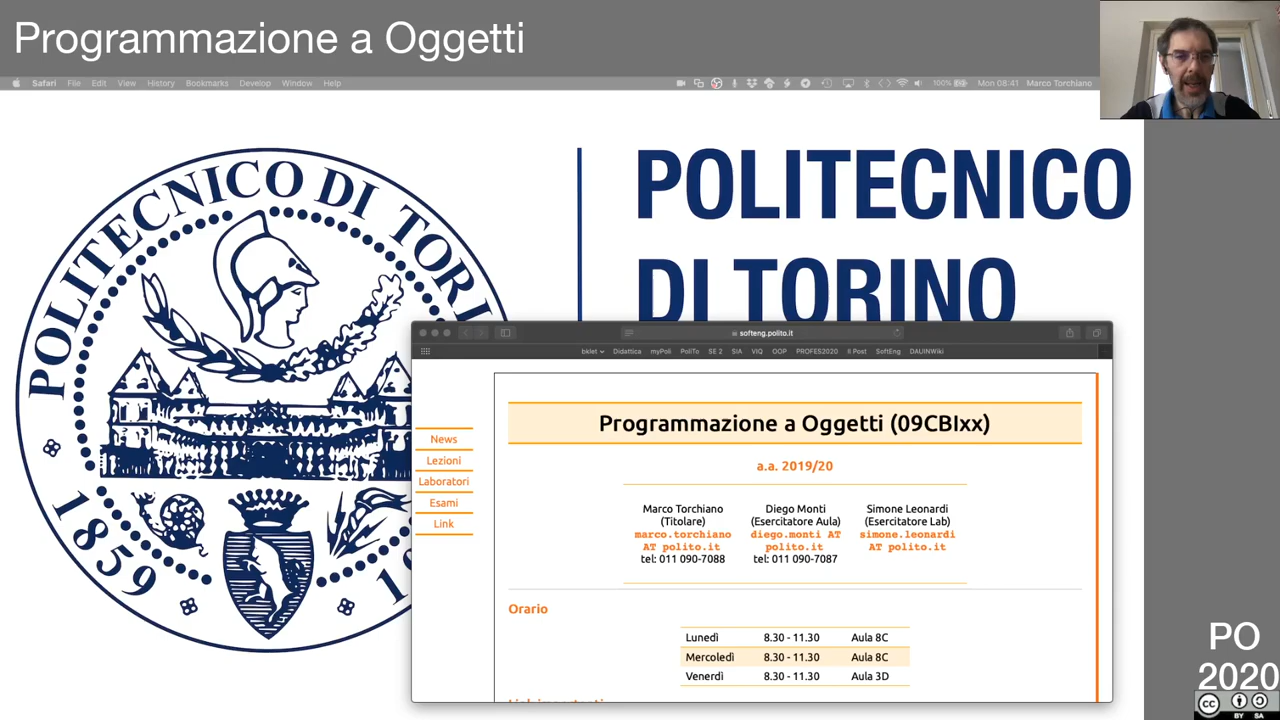 Programmazione a Oggetti
Safari File Edit View History Bookmarks Develop Window Help
100% Mon 08:41 Marco Torchiano
POLITECNICO DI TORI
1859
POLITECNICO
DI TORINO
softeng.polito.it
bklet Didattica myPoli PoliTo SE 2 SIA VIQ OOP PROFES2020 Il Post SoftEng DAUINWiki
News
Lezioni
Laboratori
Esami
Link
Programmazione a Oggetti (09CBIxx)
a.a. 2019/20
Marco Torchiano
(Titolare)
marco.torchiano
AT polito.it
tel: 011 090-7088
Diego Monti
(Esercitatore Aula)
diego.monti AT
polito.it
tel: 011 090-7087
Simone Leonardi
(Esercitatore Lab)
simone.leonardi
AT polito.it
Orario
Lunedì 8.30 - 11.30 Aula 8C
Mercoledì 8.30 - 11.30 Aula 8C
Venerdì 8.30 - 11.30 Aula 3D
PO
2020
CC
BY SA